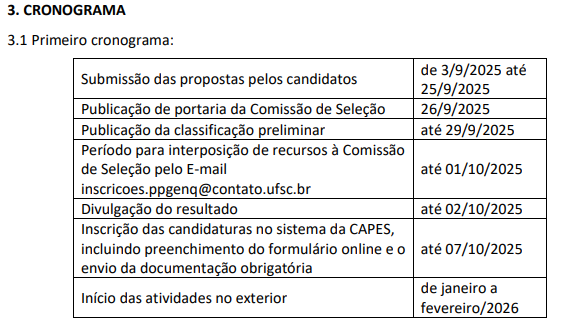 3. CRONOGRAMA
3.1 Primeiro cronograma:
Submissão das propostas pelos candidatos
de 3/9/2025 até
25/9/2025
Publicação de portaria da Comissão de Seleção
26/9/2025
Publicação da classificação preliminar
até 29/9/2025
Período para interposição de recursos à Comissão
de Seleção pelo E-mail
inscricoes.ppgenq@contato.ufsc.br
até 01/10/2025
Divulgação do resultado
até 02/10/2025
Inscrição das candidaturas no sistema da CAPES,
incluindo preenchimento do formulário online e o
envio da documentação obrigatória
até 07/10/2025
Início das atividades no exterior
de janeiro a
fevereiro/2026